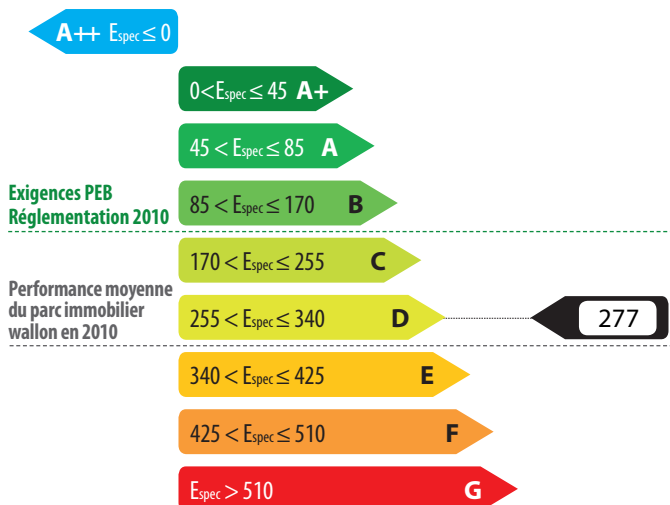 A++ Espec ≤ 0
0 < Espec ≤ 45 A+
45 < Espec ≤ 85 A
Exigences PEB
Réglementation 2010
85 < Espec ≤ 170 B
170 < Espec ≤ 255 C
Performance moyenne
du parc immobilier
wallon en 2010
255 < Espec ≤ 340 D
277
340 < Espec ≤ 425 E
425 < Espec ≤ 510 F
Espec > 510 G